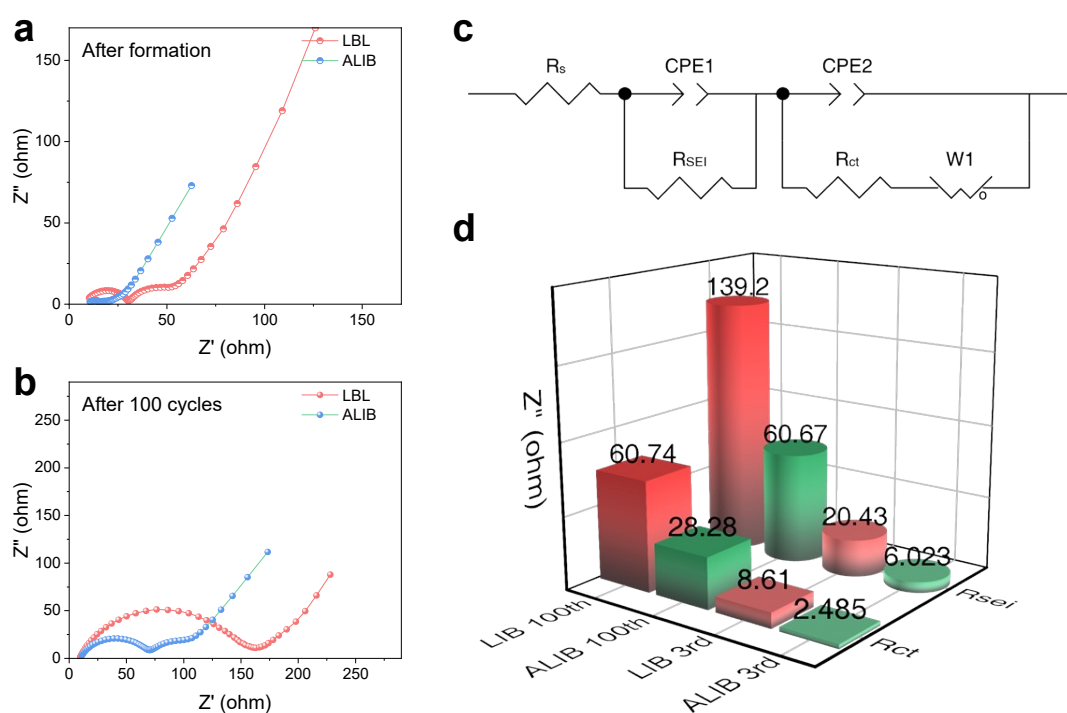 a
After formation
LBL
ALIB
150
100
50
0
0
50
100
150
Z'' (ohm)
Z' (ohm)
b
After 100 cycles
LBL
ALIB
250
200
150
100
50
0
0
50
100
150
200
250
Z'' (ohm)
Z' (ohm)
c
Rs
CPE1
CPE2
RSEI
Rct
W1
o
d
Z'' (ohm)
139.2
60.74
60.67
28.28
20.43
8.61
6.023
2.485
LIB 100th
ALIB 100th
LIB 3rd
ALIB 3rd
Rsei
Rct